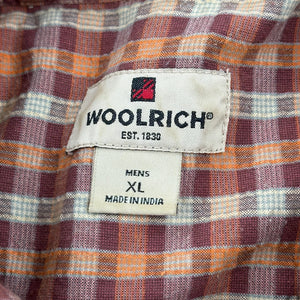 WOOLRICH®
EST. 1830
MENS
XL
MADE IN INDIA